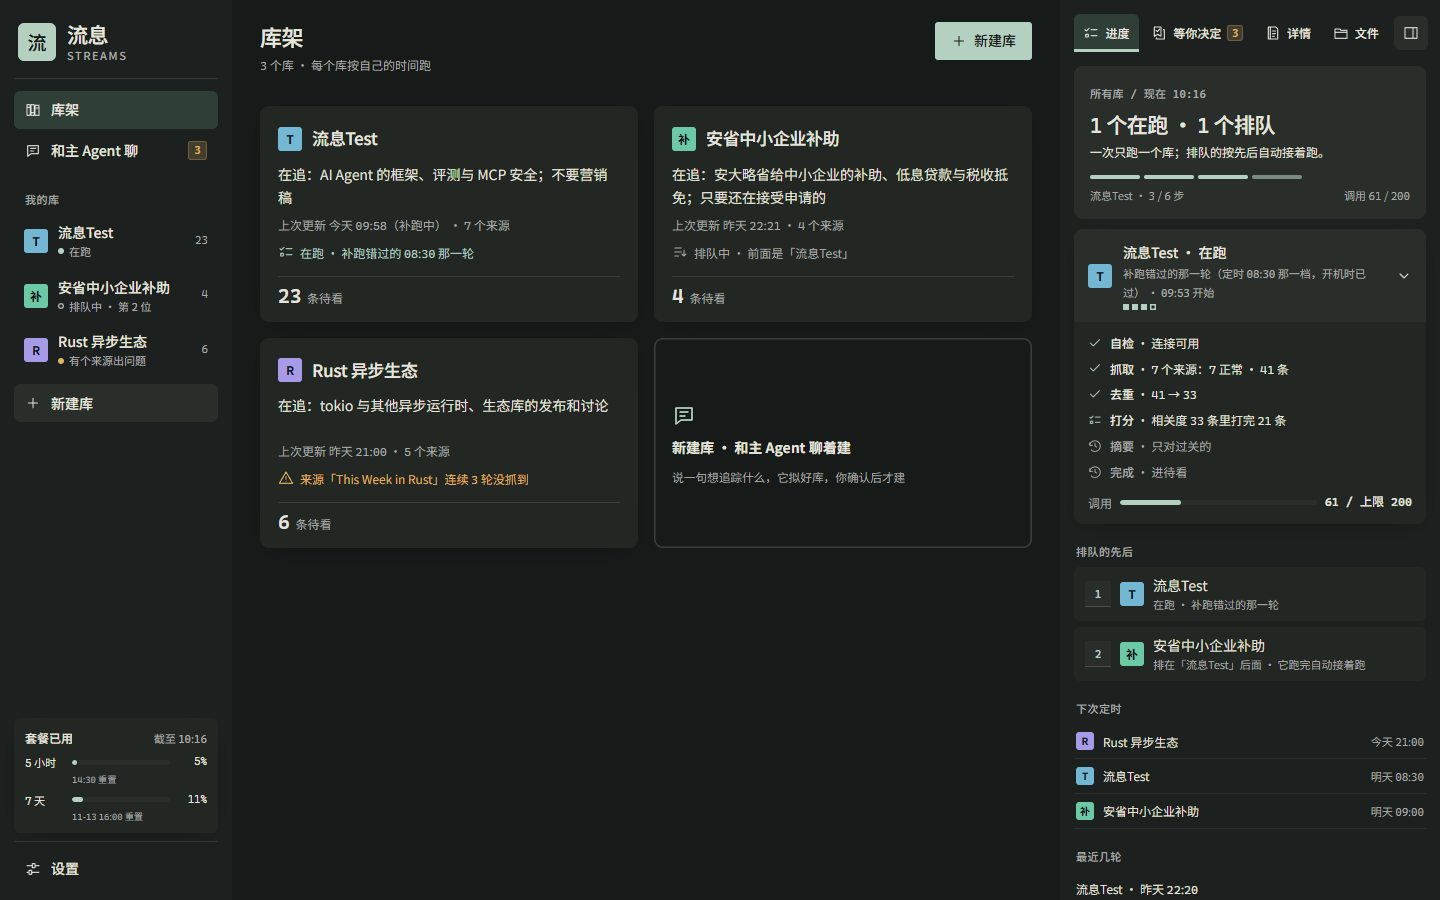 流
流息
STREAMS
库架
和主 Agent 聊
3
我的库
T
流息Test
在跑
23
补
安省中小企业补助
排队中 · 第 2 位
4
R
Rust 异步生态
有个来源出问题
6
新建库
套餐已用
截至 10:16
5 小时
5%
14:30 重置
7 天
11%
11-13 16:00 重置
设置
库架
3 个库 · 每个库按自己的时间跑
新建库
T
流息Test
在追：AI Agent 的框架、评测与 MCP 安全；不要营销
稿
上次更新 今天 09:58（补跑中） · 7 个来源
在跑 · 补跑错过的 08:30 那一轮
23 条待看
补
安省中小企业补助
在追：安大略省给中小企业的补助、低息贷款与税收抵
免；只要还在接受申请的
上次更新 昨天 22:21 · 4 个来源
排队中 · 前面是「流息Test」
4 条待看
R
Rust 异步生态
在追：tokio 与其他异步运行时、生态库的发布和讨论
上次更新 昨天 21:00 · 5 个来源
来源「This Week in Rust」连续 3 轮没抓到
6 条待看
新建库 · 和主 Agent 聊着建
说一句想追踪什么，它拟好库，你确认后才建
进度
等你决定
3
详情
文件
所有库 / 现在 10:16
1 个在跑 · 1 个排队
一次只跑一个库；排队的按先后自动接着跑。
流息Test · 3 / 6 步
调用 61 / 200
T
流息Test · 在跑
补跑错过的那一轮（定时 08:30 那一档，开机时已
过） · 09:53 开始
自检 · 连接可用
抓取 · 7 个来源：7 正常 · 41 条
去重 · 41 → 33
打分 · 相关度 33 条里打完 21 条
摘要 · 只对过关的
完成 · 进待看
调用
61 / 上限 200
排队的先后
1
T
流息Test
在跑 · 补跑错过的那一轮
2
补
安省中小企业补助
排在「流息Test」后面 · 它跑完自动接着跑
下次定时
R
Rust 异步生态
今天 21:00
T
流息Test
明天 08:30
补
安省中小企业补助
明天 09:00
最近几轮
流息Test · 昨天 22:20